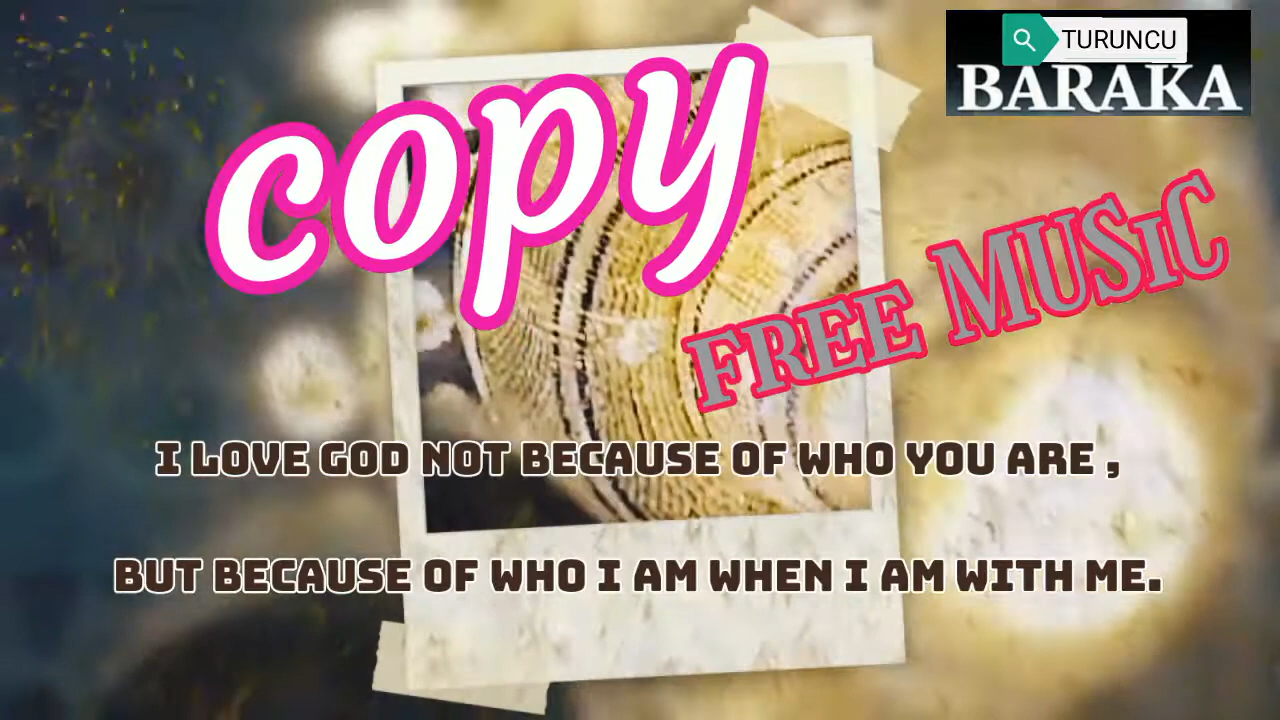 TURUNCU
BARAKA
copy
FREE MUSiC
I LOVE GOD NOT BECAUSE OF WHO YOU ARE ,
BUT BECAUSE OF WHO I AM WHEN I AM WITH ME.